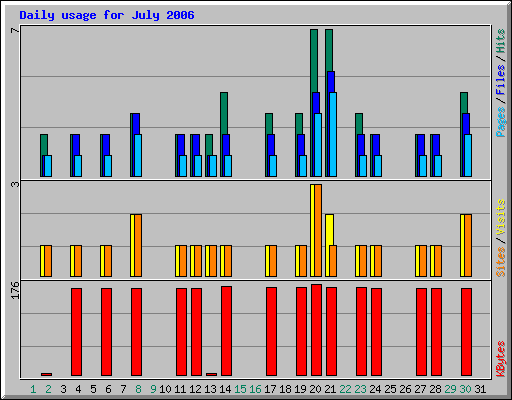 Daily usage for July 2006
7
Pages / Files / Hits
3
Sites / Visits
176
KBytes
1 2 3 4 5 6 7 8 9 10 11 12 13 14 15 16 17 18 19 20 21 22 23 24 25 26 27 28 29 30 31